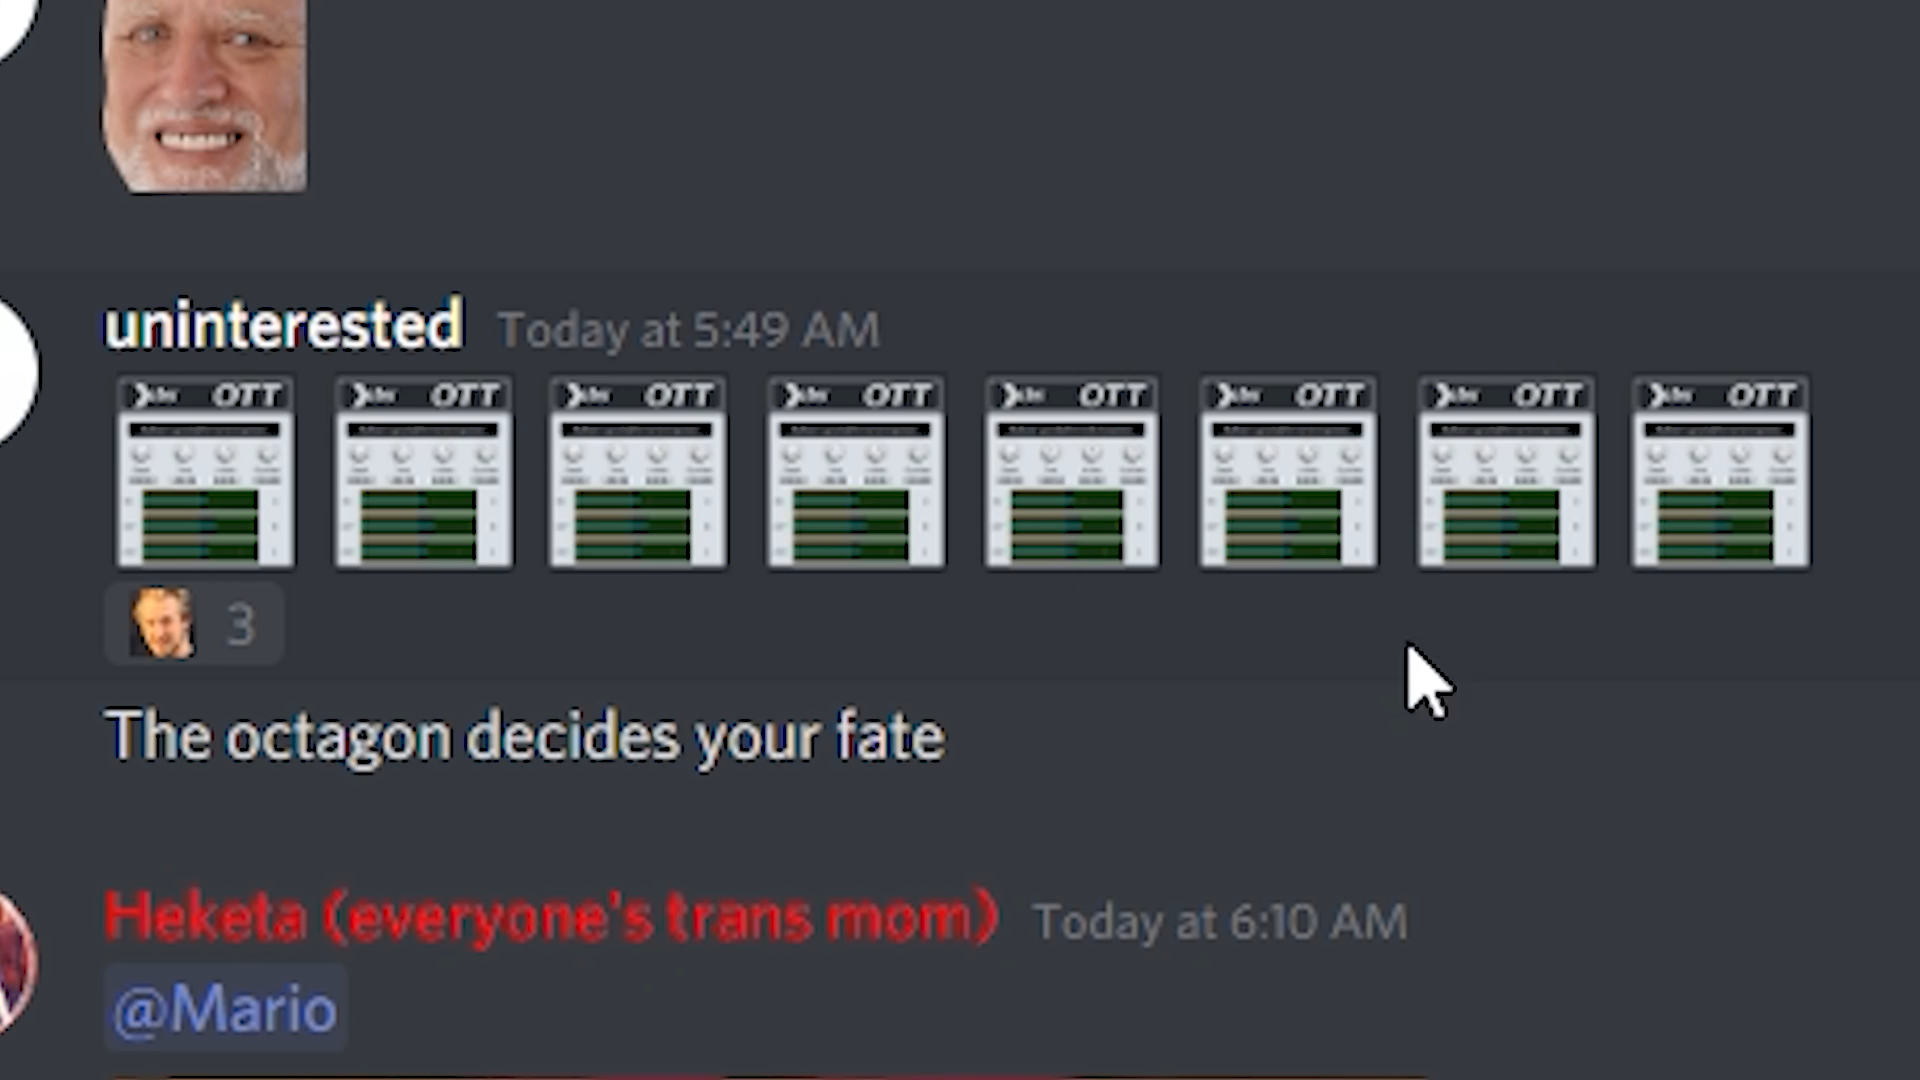 uninterested Today at 5:49 AM
OTT OTT OTT OTT OTT OTT OTT OTT
3
The octagon decides your fate
Heketa (everyone's trans mom) Today at 6:10 AM
@Mario